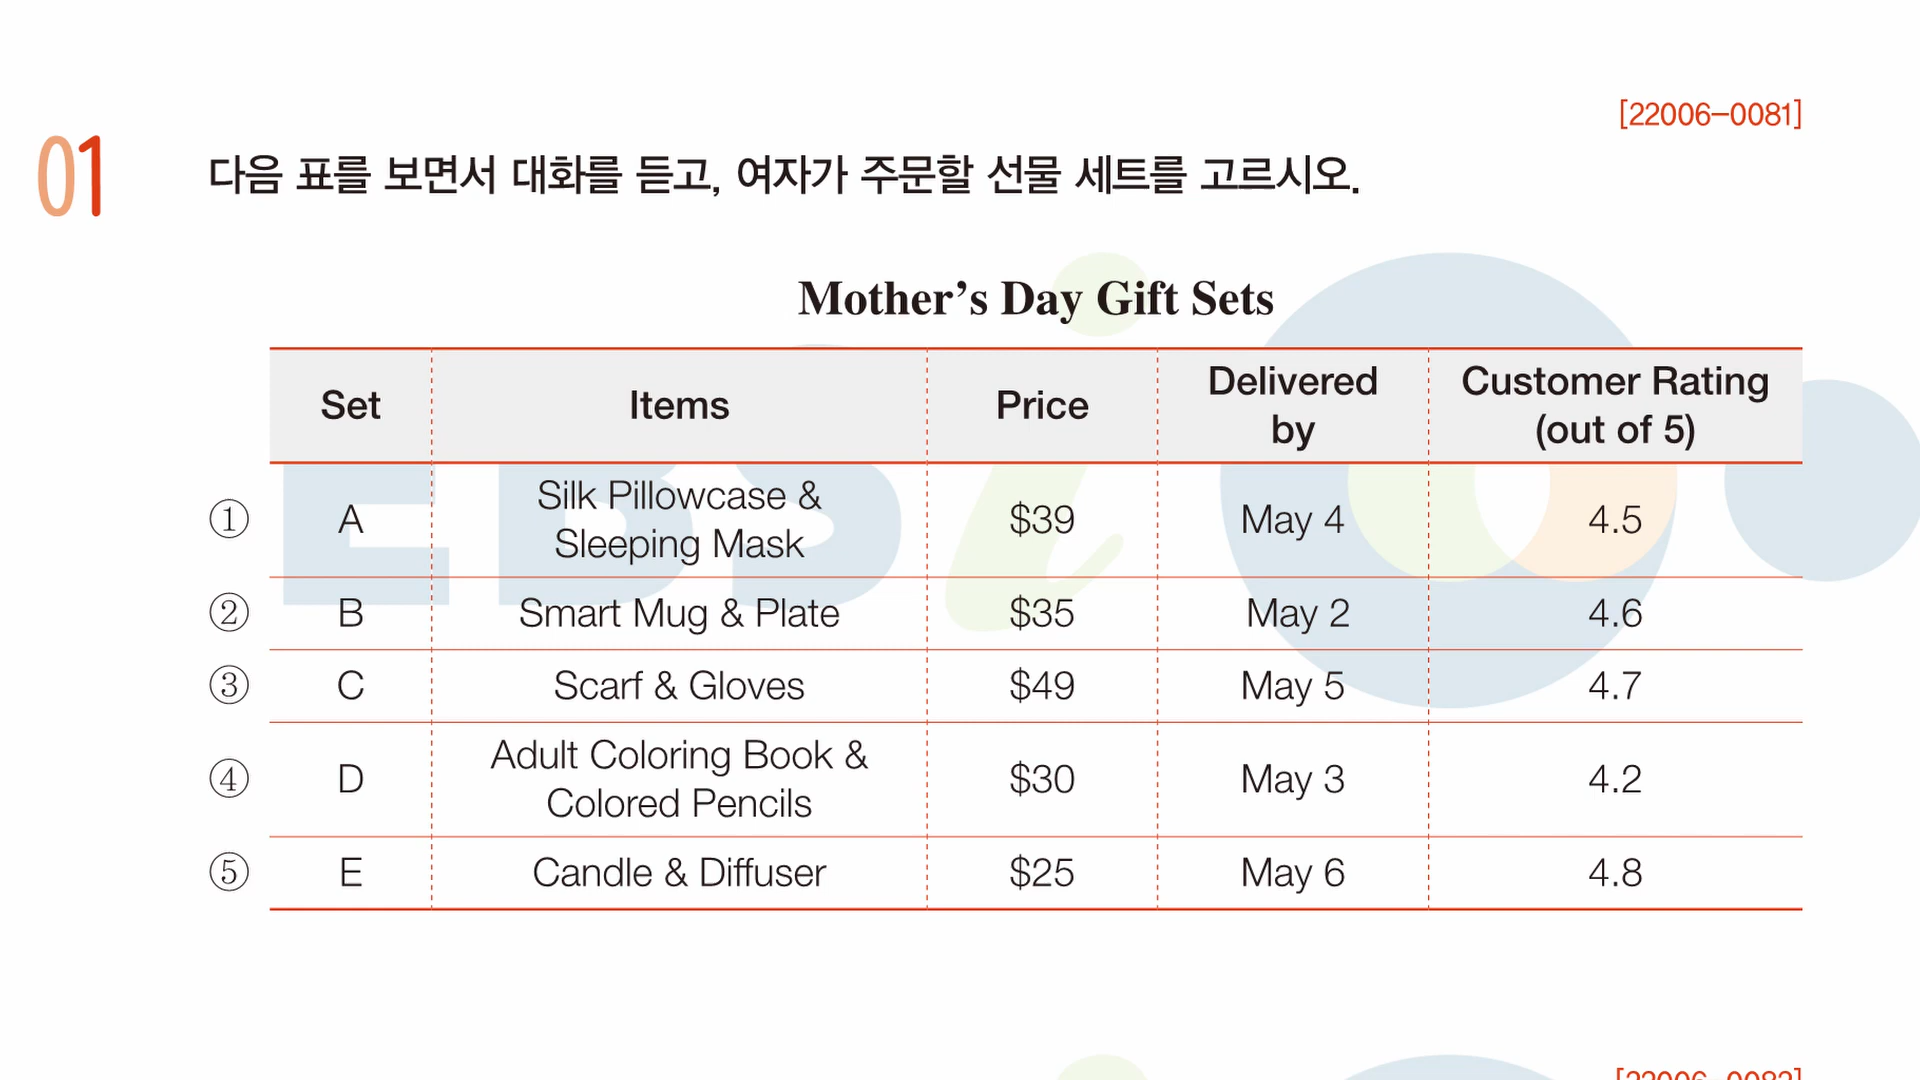 [22006-0081]
01 다음 표를 보면서 대화를 듣고, 여자가 주문할 선물 세트를 고르시오.
Mother's Day Gift Sets
Set Items Price Delivered by Customer Rating (out of 5)
① A Silk Pillowcase & Sleeping Mask $39 May 4 4.5
② B Smart Mug & Plate $35 May 2 4.6
③ C Scarf & Gloves $49 May 5 4.7
④ D Adult Coloring Book & Colored Pencils $30 May 3 4.2
⑤ E Candle & Diffuser $25 May 6 4.8
EBSi